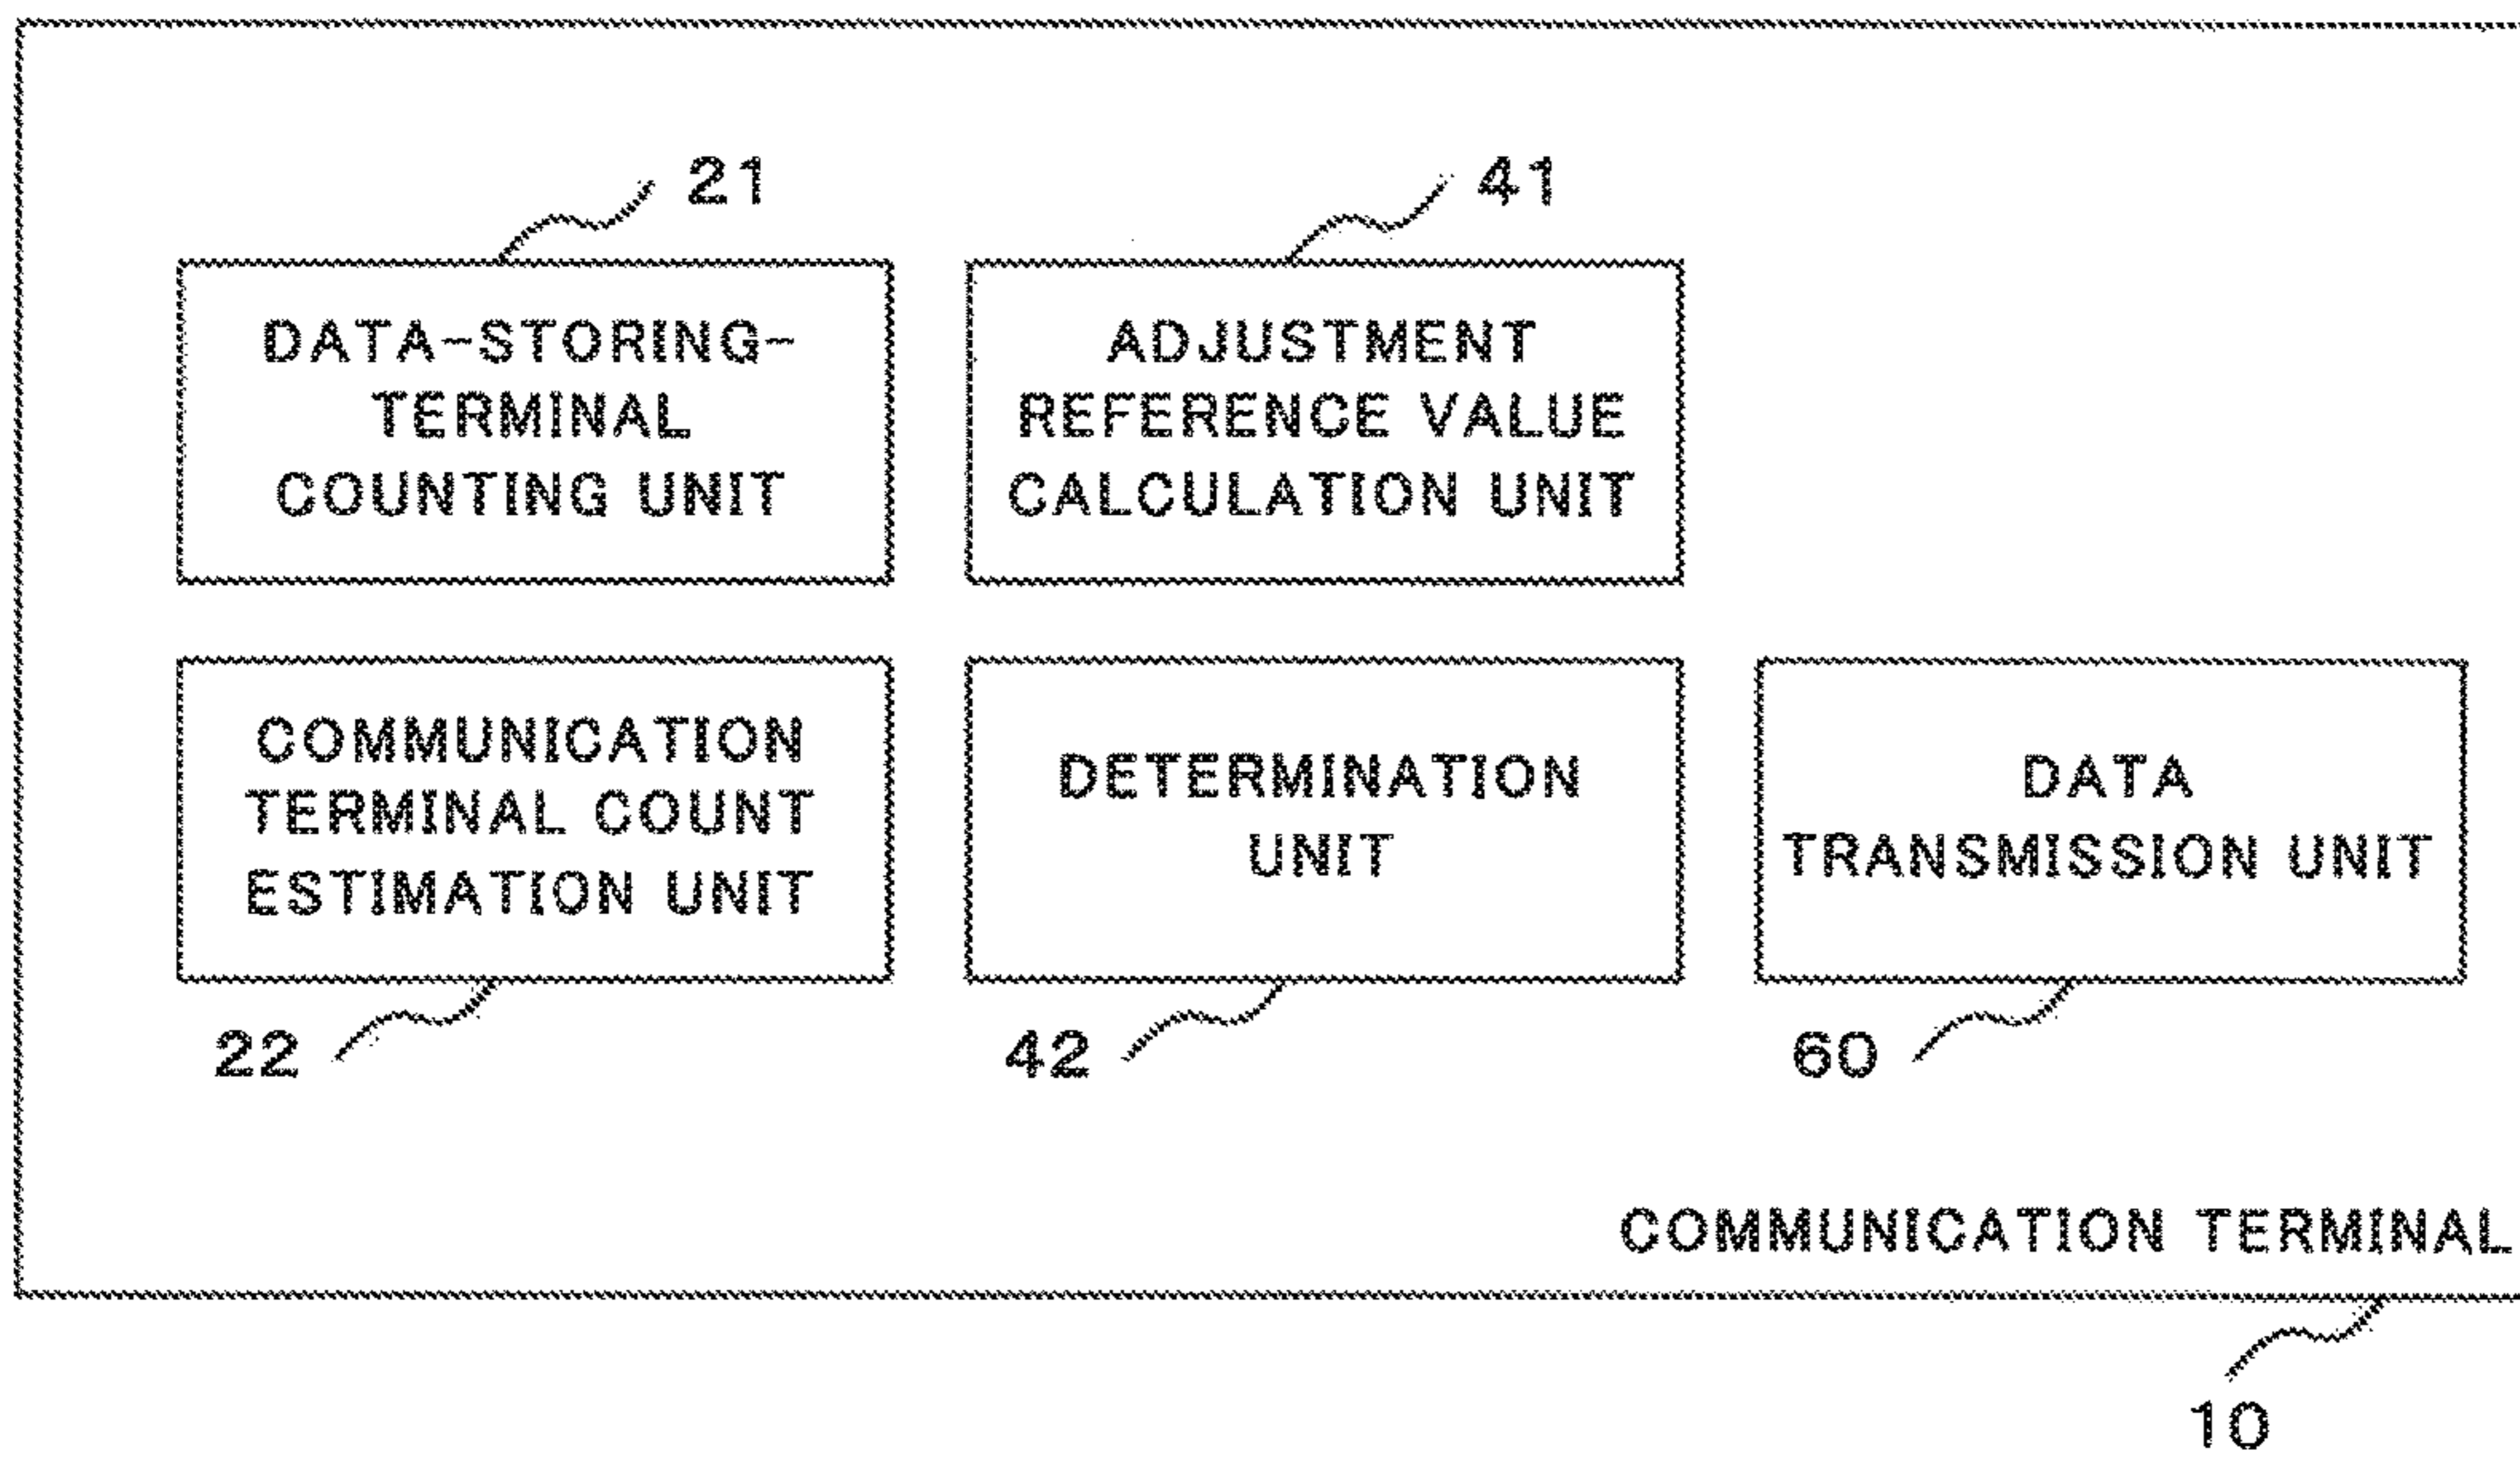 21
DATA-STORING-
TERMINAL
COUNTING UNIT
41
ADJUSTMENT
REFERENCE VALUE
CALCULATION UNIT
COMMUNICATION
TERMINAL COUNT
ESTIMATION UNIT
22
DETERMINATION
UNIT
42
DATA
TRANSMISSION UNIT
60
COMMUNICATION TERMINAL
10